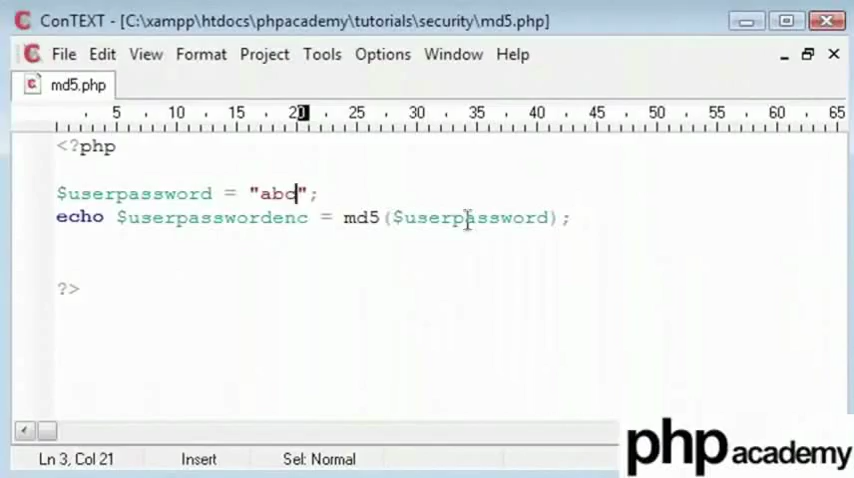 ConTEXT - [C:\xampp\htdocs\phpacademy\tutorials\security\md5.php]
File Edit View Format Project Tools Options Window Help
md5.php
5 10 15 20 25 30 35 40 45 50 55 60 65
<?php
$userpassword = "abc";
echo $userpasswordenc = md5($userpassword);
?>
Ln 3, Col 21 Insert Sel: Normal
php academy